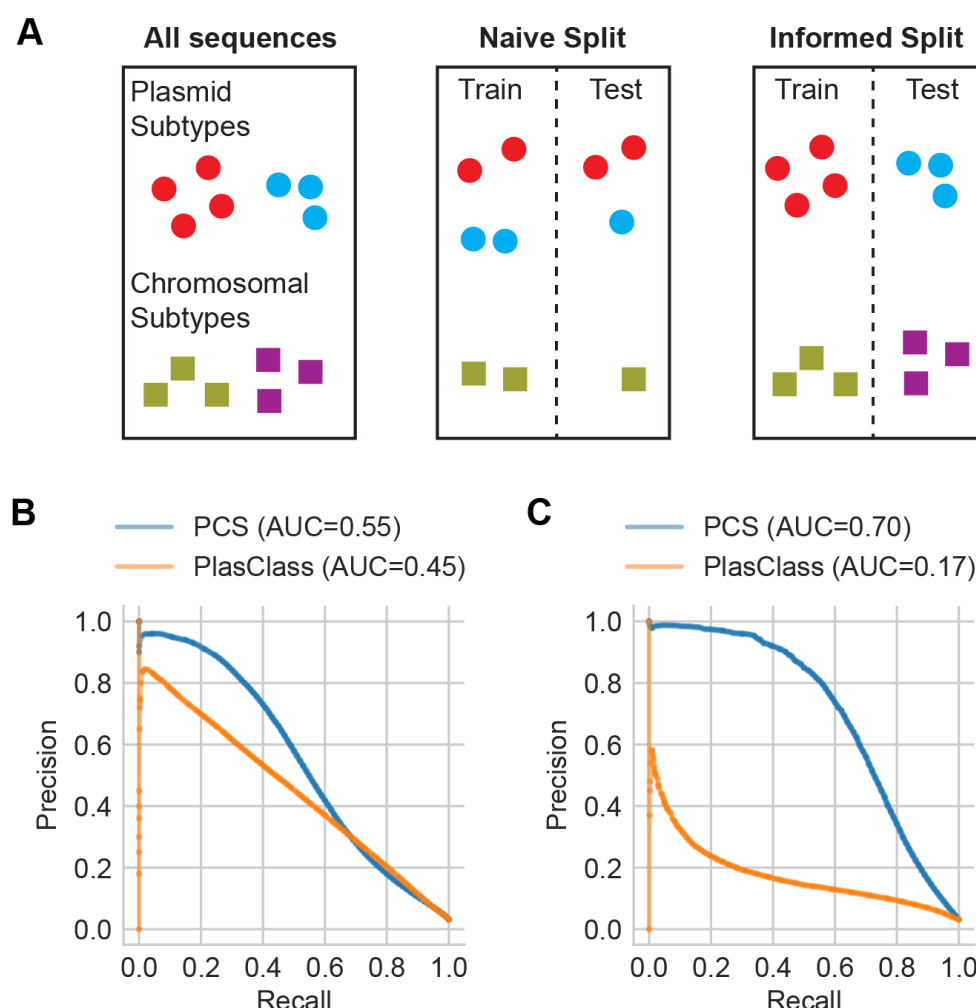 A
All sequences
Naive Split
Informed Split
Plasmid
Subtypes
Train
Test
Train
Test
Chromosomal
Subtypes
B
PCS (AUC=0.55)
PlasClass (AUC=0.45)
C
PCS (AUC=0.70)
PlasClass (AUC=0.17)
1.0
0.8
0.6
0.4
0.2
0.0
Precision
0.0 0.2 0.4 0.6 0.8 1.0
Recall
1.0
0.8
0.6
0.4
0.2
0.0
Precision
0.0 0.2 0.4 0.6 0.8 1.0
Recall